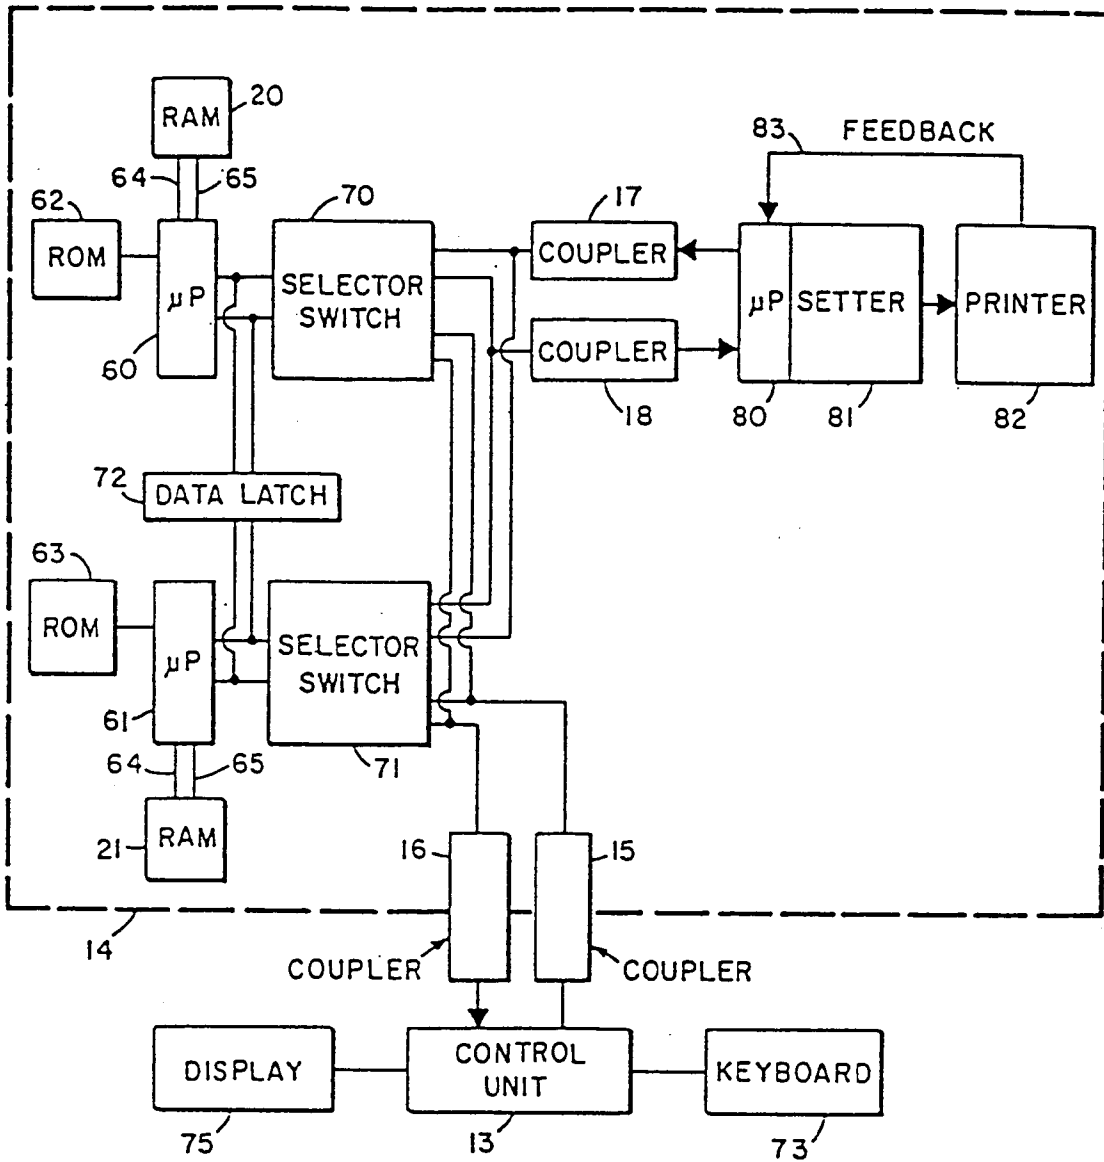 RAM
20
83
FEEDBACK
64
65
62
70
17
ROM
µP
SELECTOR
SWITCH
COUPLER
µP
SETTER
PRINTER
60
COUPLER
18
80
81
82
72
DATA LATCH
63
ROM
µP
SELECTOR
SWITCH
61
64
65
71
21
RAM
16
15
14
COUPLER
COUPLER
DISPLAY
CONTROL
UNIT
KEYBOARD
75
13
73